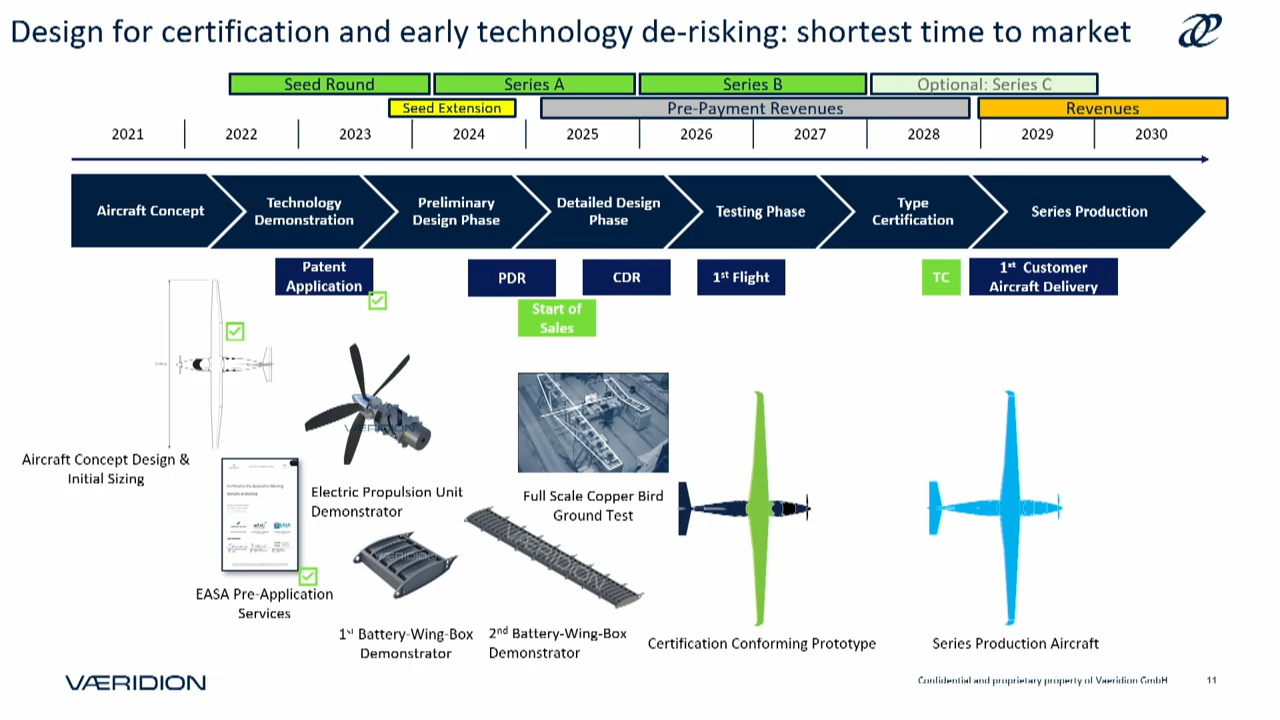 Design for certification and early technology de-risking: shortest time to market
Seed Round
Series A
Series B
Optional: Series C
Seed Extension
Pre-Payment Revenues
Revenues
2021
2022
2023
2024
2025
2026
2027
2028
2029
2030
Aircraft Concept
Technology
Demonstration
Preliminary
Design Phase
Detailed Design
Phase
Testing Phase
Type
Certification
Series Production
Patent
Application
PDR
CDR
1st Flight
TC
1st Customer
Aircraft Delivery
Start of
Sales
VÆRIDION
Aircraft Concept Design &
Initial Sizing
Electric Propulsion Unit
Demonstrator
Full Scale Copper Bird
Ground Test
VÆRIDION
VÆRIDION
EASA Pre-Application
Services
1st Battery-Wing-Box
Demonstrator
2nd Battery-Wing-Box
Demonstrator
Certification Conforming Prototype
Series Production Aircraft
VÆRIDION
Confidential and proprietary property of Vaeridion GmbH
11